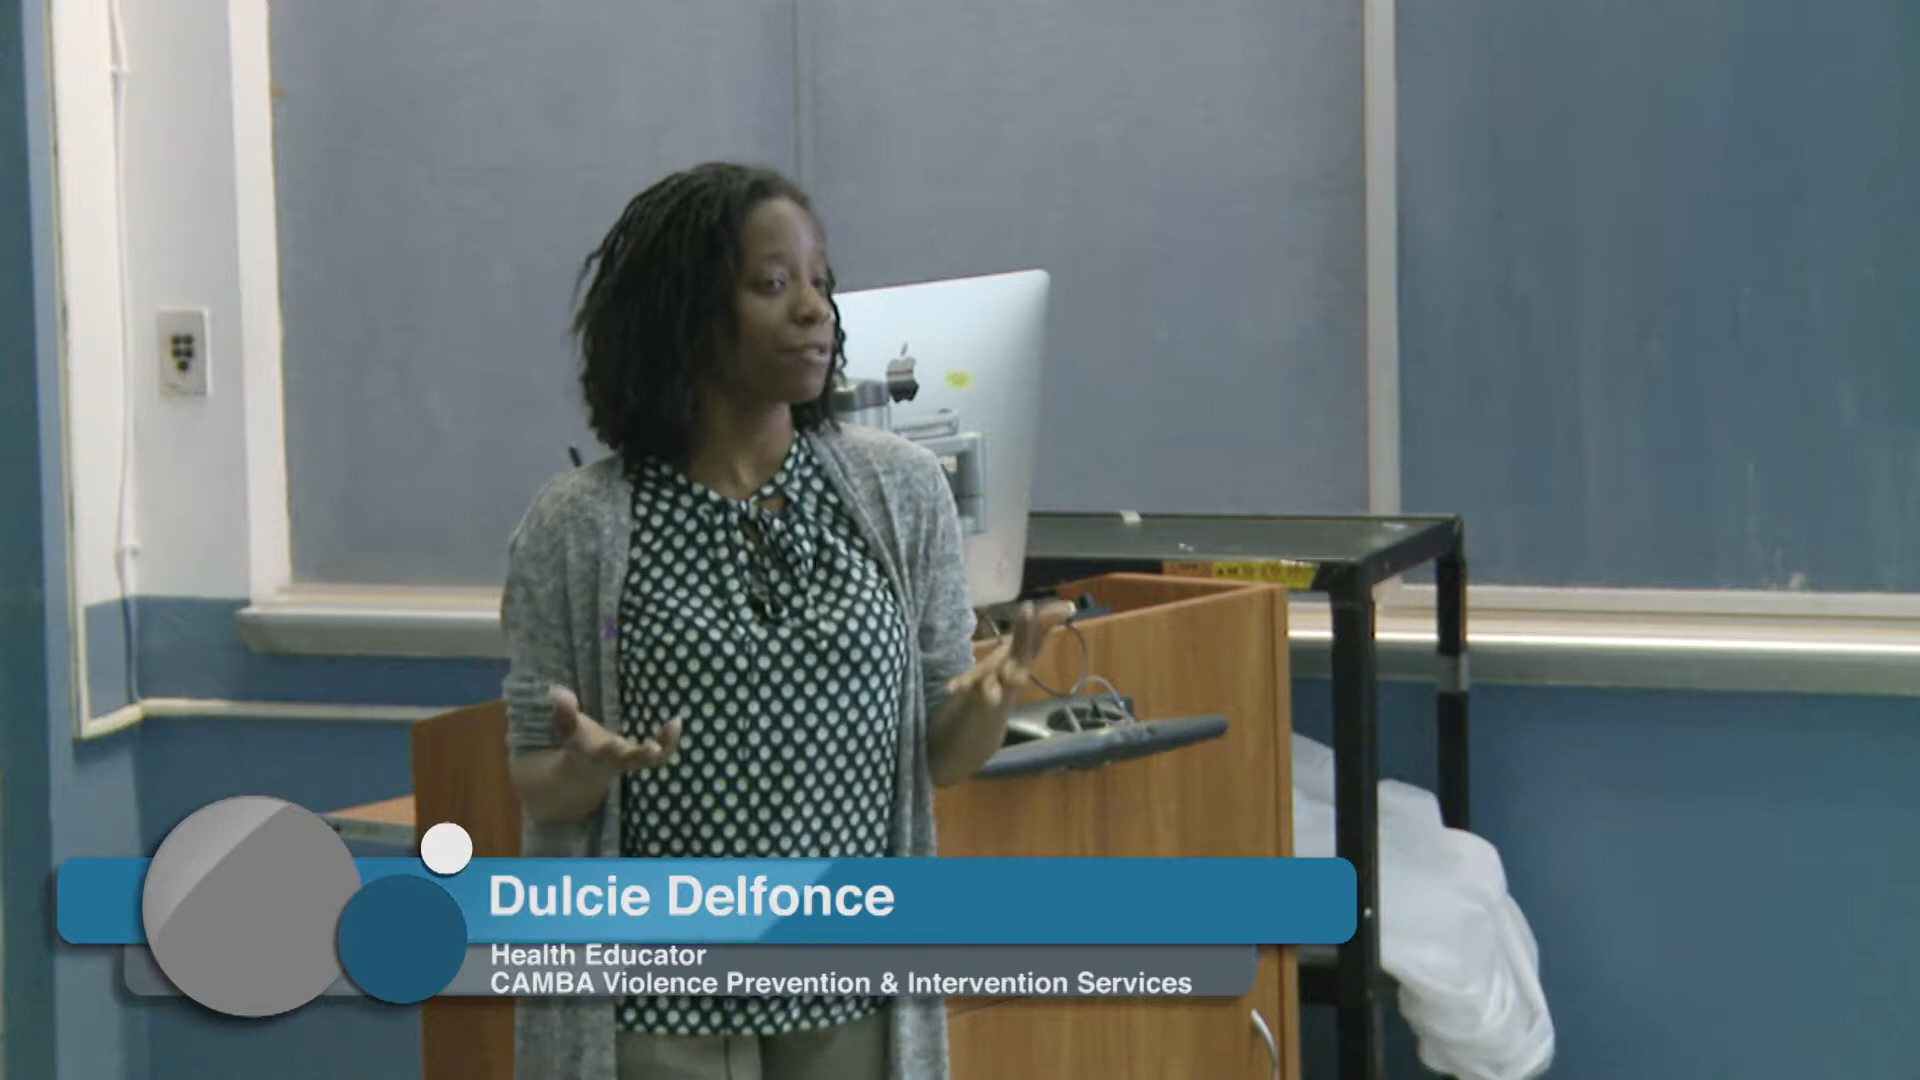 Dulcie Delfonce
Health Educator
CAMBA Violence Prevention & Intervention Services